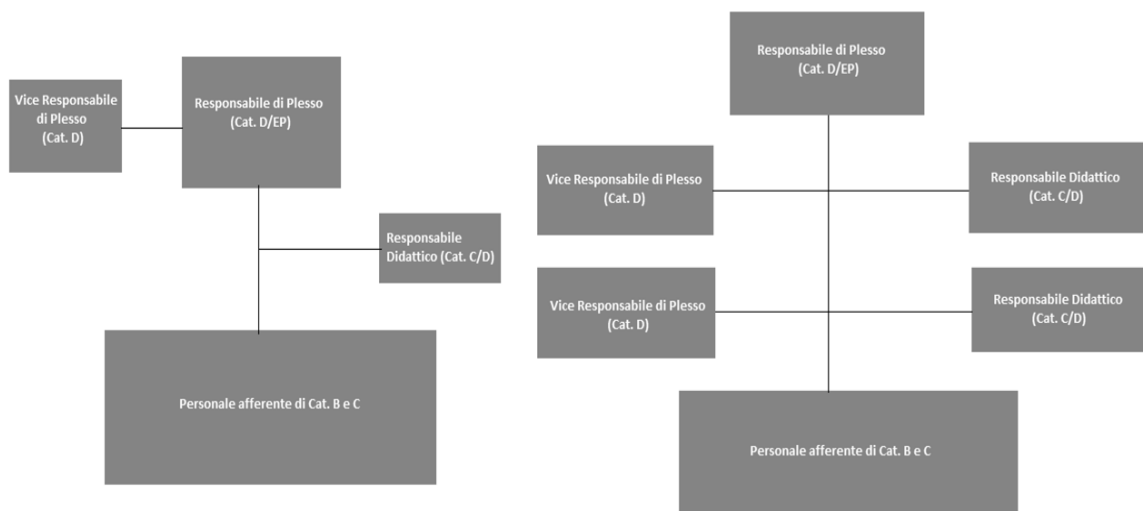 Vice Responsabile
di Plesso
(Cat. D)
Responsabile di Plesso
(Cat. D/EP)
Responsabile
Didattico (Cat. C/D)
Personale afferente di Cat. B e C
Responsabile di Plesso
(Cat. D/EP)
Vice Responsabile di Plesso
(Cat. D)
Responsabile Didattico
(Cat. C/D)
Vice Responsabile di Plesso
(Cat. D)
Responsabile Didattico
(Cat. C/D)
Personale afferente di Cat. B e C